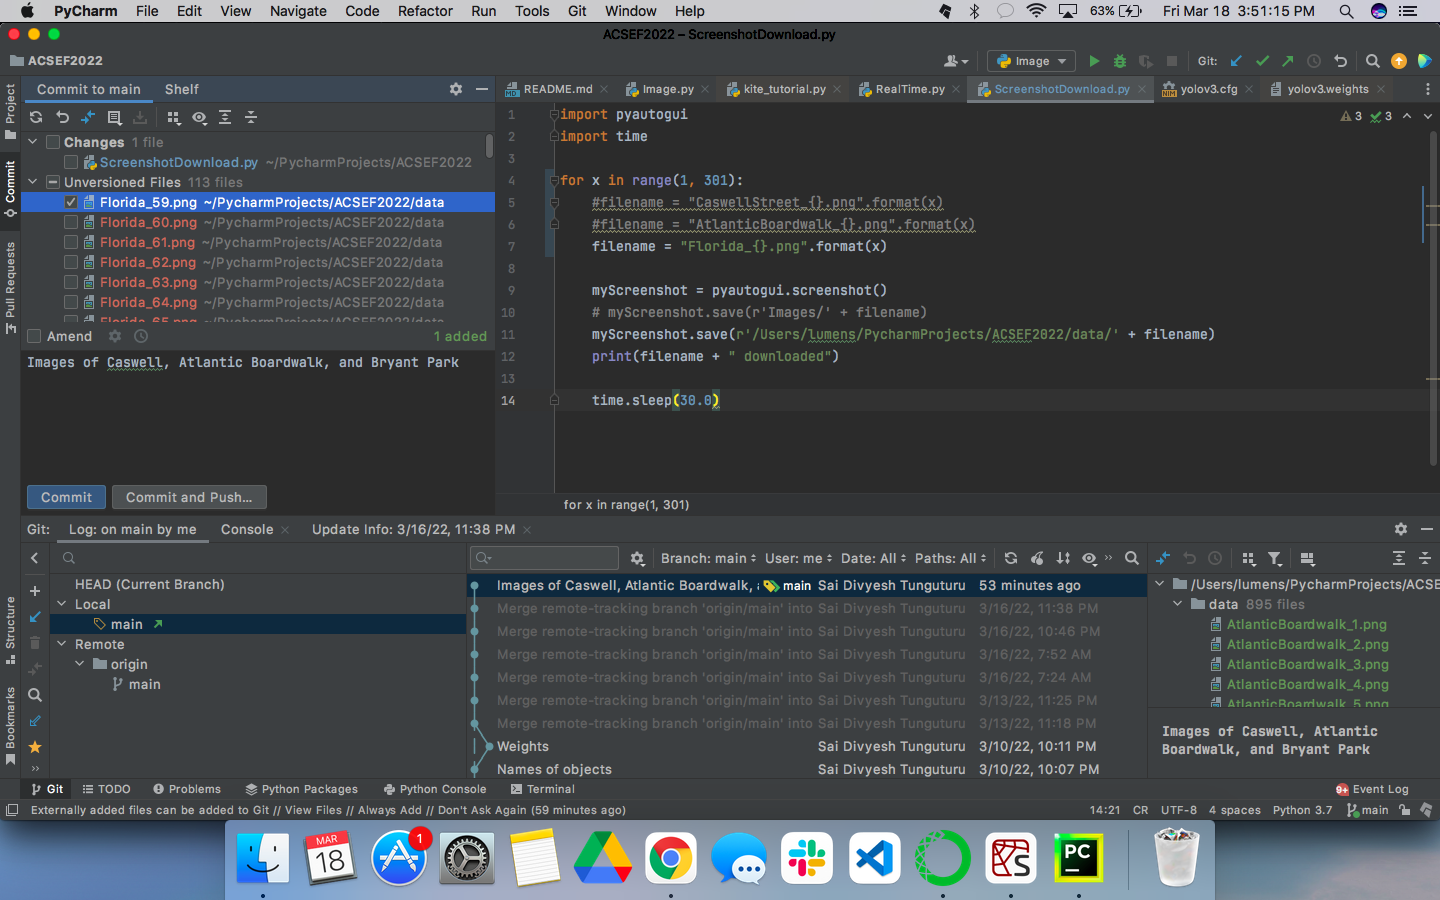 PyCharm File Edit View Navigate Code Refactor Run Tools Git Window Help 63% Fri Mar 18 3:51:15 PM
ACSEF2022 – ScreenshotDownload.py
ACSEF2022 Image Git:
Commit to main Shelf
README.md Image.py kite_tutorial.py RealTime.py ScreenshotDownload.py yolov3.cfg yolov3.weights
Project
Commit
Pull Requests
Changes 1 file
ScreenshotDownload.py ~/PycharmProjects/ACSEF2022
Unversioned Files 113 files
Florida_59.png ~/PycharmProjects/ACSEF2022/data
Florida_60.png ~/PycharmProjects/ACSEF2022/data
Florida_61.png ~/PycharmProjects/ACSEF2022/data
Florida_62.png ~/PycharmProjects/ACSEF2022/data
Florida_63.png ~/PycharmProjects/ACSEF2022/data
Florida_64.png ~/PycharmProjects/ACSEF2022/data
Florida_65.png ~/PycharmProjects/ACSEF2022/data
Amend 1 added
Images of Caswell, Atlantic Boardwalk, and Bryant Park
Commit Commit and Push...
3 3
1 import pyautogui
2 import time
3
4 for x in range(1, 301):
5 #filename = "CaswellStreet_{}.png".format(x)
6 #filename = "AtlanticBoardwalk_{}.png".format(x)
7 filename = "Florida_{}.png".format(x)
8
9 myScreenshot = pyautogui.screenshot()
10 # myScreenshot.save(r'Images/' + filename)
11 myScreenshot.save(r'/Users/lumens/PycharmProjects/ACSEF2022/data/' + filename)
12 print(filename + " downloaded")
13
14 time.sleep(30.0)
for x in range(1, 301)
Git: Log: on main by me Console Update Info: 3/16/22, 11:38 PM
Structure
Bookmarks
HEAD (Current Branch)
Local
main
Remote
origin
main
Branch: main User: me Date: All Paths: All
Images of Caswell, Atlantic Boardwalk, main Sai Divyesh Tunguturu 53 minutes ago
Merge remote-tracking branch 'origin/main' into Sai Divyesh Tunguturu 3/16/22, 11:38 PM
Merge remote-tracking branch 'origin/main' into Sai Divyesh Tunguturu 3/16/22, 10:46 PM
Merge remote-tracking branch 'origin/main' into Sai Divyesh Tunguturu 3/16/22, 7:52 AM
Merge remote-tracking branch 'origin/main' into Sai Divyesh Tunguturu 3/16/22, 7:24 AM
Merge remote-tracking branch 'origin/main' into Sai Divyesh Tunguturu 3/13/22, 11:25 PM
Merge remote-tracking branch 'origin/main' into Sai Divyesh Tunguturu 3/13/22, 11:18 PM
Weights Sai Divyesh Tunguturu 3/10/22, 10:11 PM
Names of objects Sai Divyesh Tunguturu 3/10/22, 10:07 PM
/Users/lumens/PycharmProjects/ACSE
data 895 files
AtlanticBoardwalk_1.png
AtlanticBoardwalk_2.png
AtlanticBoardwalk_3.png
AtlanticBoardwalk_4.png
AtlanticBoardwalk_5.png
Images of Caswell, Atlantic
Boardwalk, and Bryant Park
Git TODO Problems Python Packages Python Console Terminal 9+ Event Log
Externally added files can be added to Git // View Files // Always Add // Don't Ask Again (59 minutes ago) 14:21 CR UTF-8 4 spaces Python 3.7 main
MAR
18
1
PC